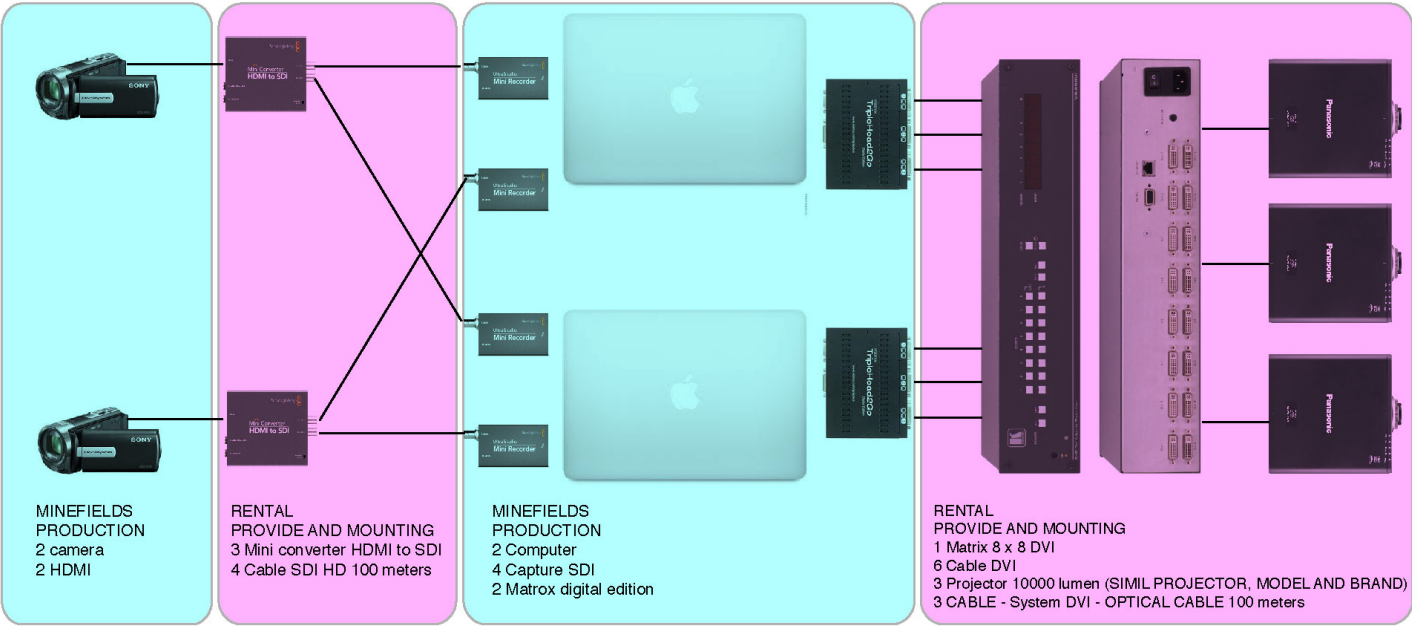 SONY
Mini Converter
HDMI to SDI
UltraStudio
Mini Recorder
UltraStudio
Mini Recorder
TripleHead2Go
Panasonic
Panasonic
UltraStudio
Mini Recorder
TripleHead2Go
Panasonic
SONY
Mini Converter
HDMI to SDI
UltraStudio
Mini Recorder
MINEFIELDS
PRODUCTION
2 camera
2 HDMI
RENTAL
PROVIDE AND MOUNTING
3 Mini converter HDMI to SDI
4 Cable SDI HD 100 meters
MINEFIELDS
PRODUCTION
2 Computer
4 Capture SDI
2 Matrox digital edition
RENTAL
PROVIDE AND MOUNTING
1 Matrix 8 x 8 DVI
6 Cable DVI
3 Projector 10000 lumen (SIMIL PROJECTOR, MODEL AND BRAND)
3 CABLE - System DVI - OPTICAL CABLE 100 meters